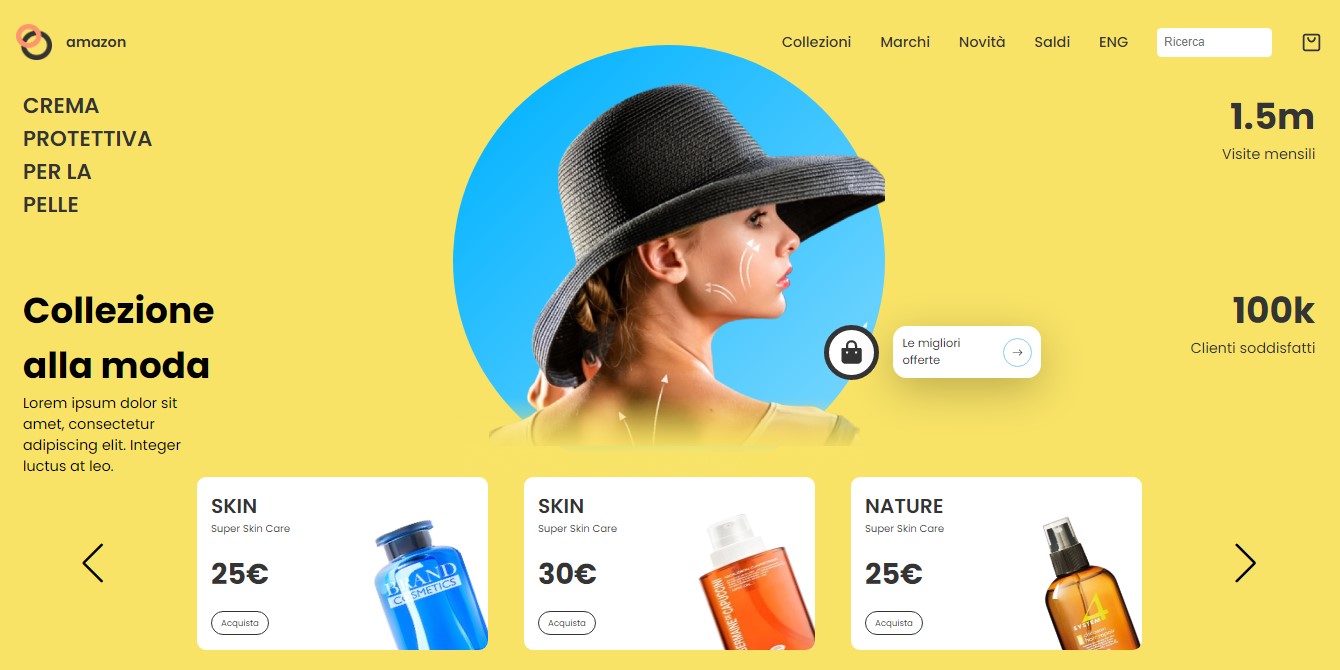 amazon
Collezioni Marchi Novità Saldi ENG Ricerca
CREMA
PROTETTIVA
PER LA
PELLE
1.5m
Visite mensili
Collezione
alla moda
Lorem ipsum dolor sit
amet, consectetur
adipiscing elit. Integer
luctus at leo.
100k
Clienti soddisfatti
Le migliori
offerte
SKIN
Super Skin Care
25€
Acquista
BRAND
COSMETICS
SKIN
Super Skin Care
30€
Acquista
GERMAINE DE CAPUCCINI
NATURE
Super Skin Care
25€
Acquista
4
SYSTEM